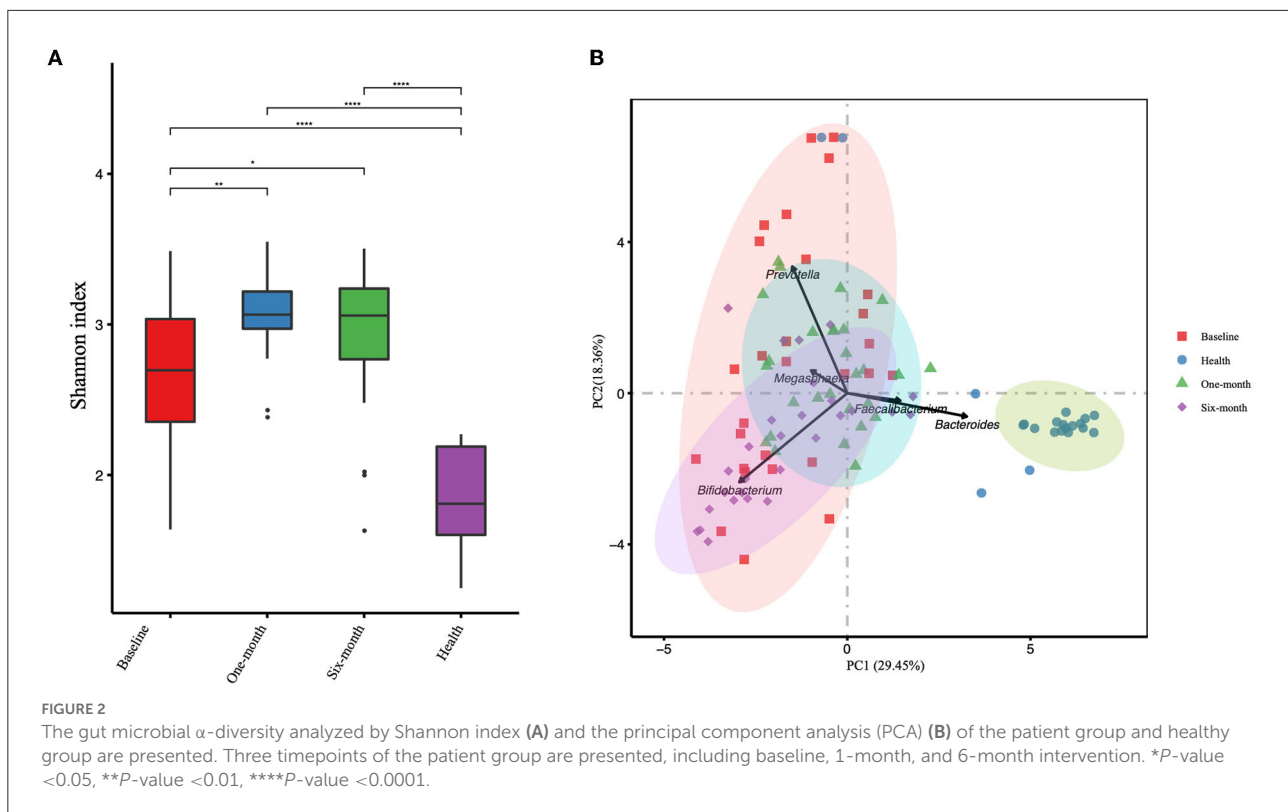 A
B
****
****
****
*
**
4
3
2
Shannon index
Baseline
One-month
Six-month
Health
4
0
−4
PC2(18.36%)
Prevotella
Megasphaera
Faecalibacterium
Bacteroides
Bifidobacterium
−5
0
5
PC1 (29.45%)
Baseline
Health
One-month
Six-month
FIGURE 2
The gut microbial α-diversity analyzed by Shannon index (A) and the principal component analysis (PCA) (B) of the patient group and healthy
group are presented. Three timepoints of the patient group are presented, including baseline, 1-month, and 6-month intervention. *P-value
<0.05, **P-value <0.01, ****P-value <0.0001.